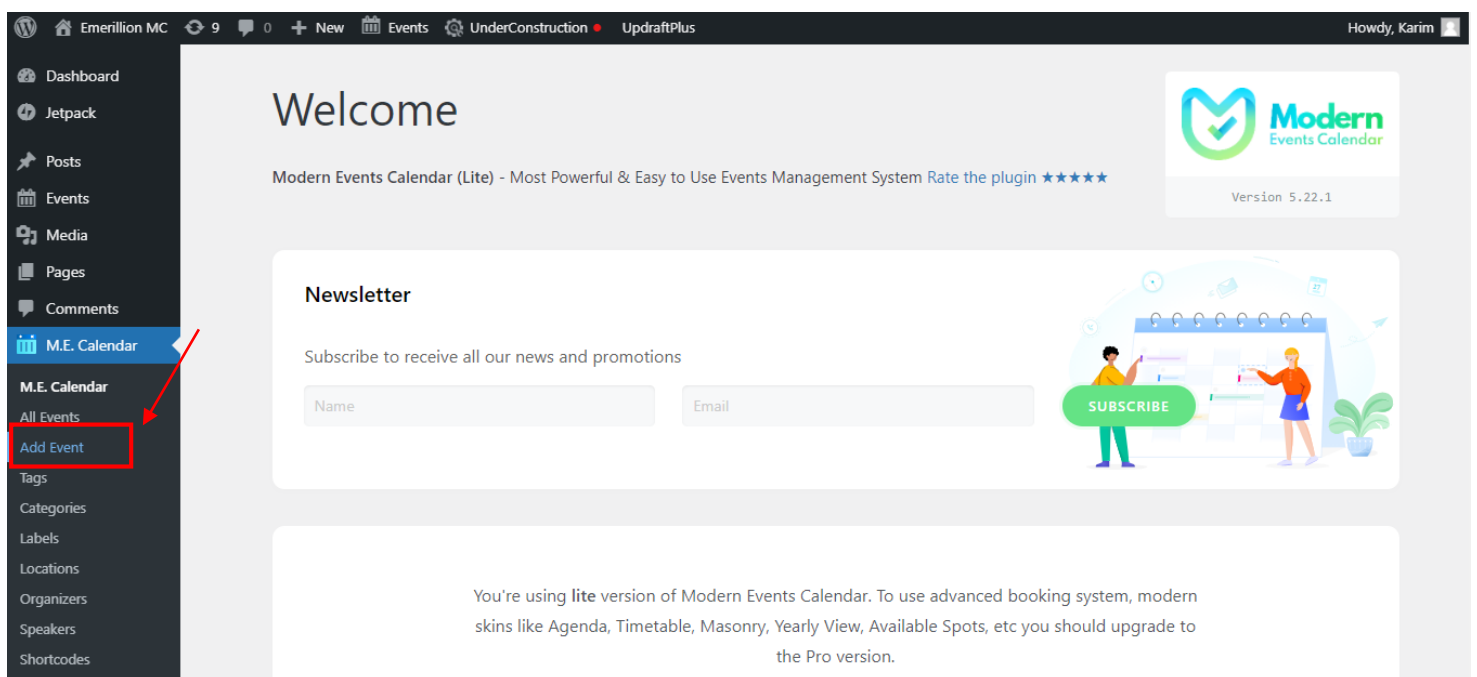 Emerillion MC 9 0 New Events UnderConstruction UpdraftPlus Howdy, Karim
Dashboard
Jetpack
Posts
Events
Media
Pages
Comments
M.E. Calendar
M.E. Calendar
All Events
Add Event
Tags
Categories
Labels
Locations
Organizers
Speakers
Shortcodes
Welcome
Modern Events Calendar (Lite) - Most Powerful & Easy to Use Events Management System Rate the plugin ★★★★★
Modern
Events Calendar
Version 5.22.1
Newsletter
Subscribe to receive all our news and promotions
Name Email SUBSCRIBE
You're using lite version of Modern Events Calendar. To use advanced booking system, modern
skins like Agenda, Timetable, Masonry, Yearly View, Available Spots, etc you should upgrade to
the Pro version.